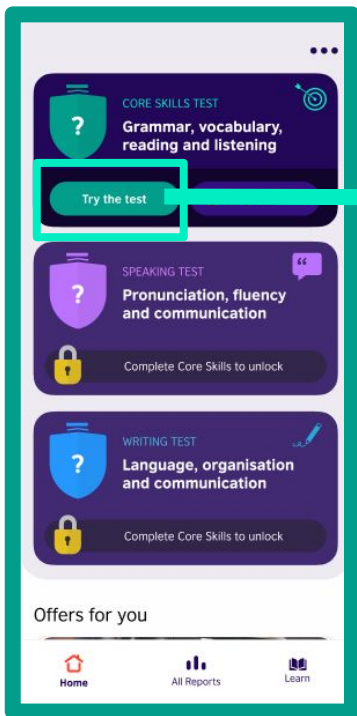 CORE SKILLS TEST
?
Grammar, vocabulary,
reading and listening
Try the test
SPEAKING TEST
“
?
Pronunciation, fluency
and communication
Complete Core Skills to unlock
WRITING TEST
?
Language, organisation
and communication
Complete Core Skills to unlock
Offers for you
Home
All Reports
Learn